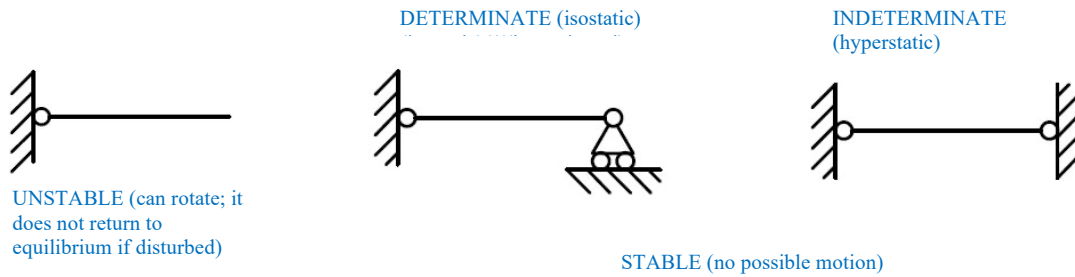 DETERMINATE (isostatic)
INDETERMINATE
(hyperstatic)
UNSTABLE (can rotate; it
does not return to
equilibrium if disturbed)
STABLE (no possible motion)